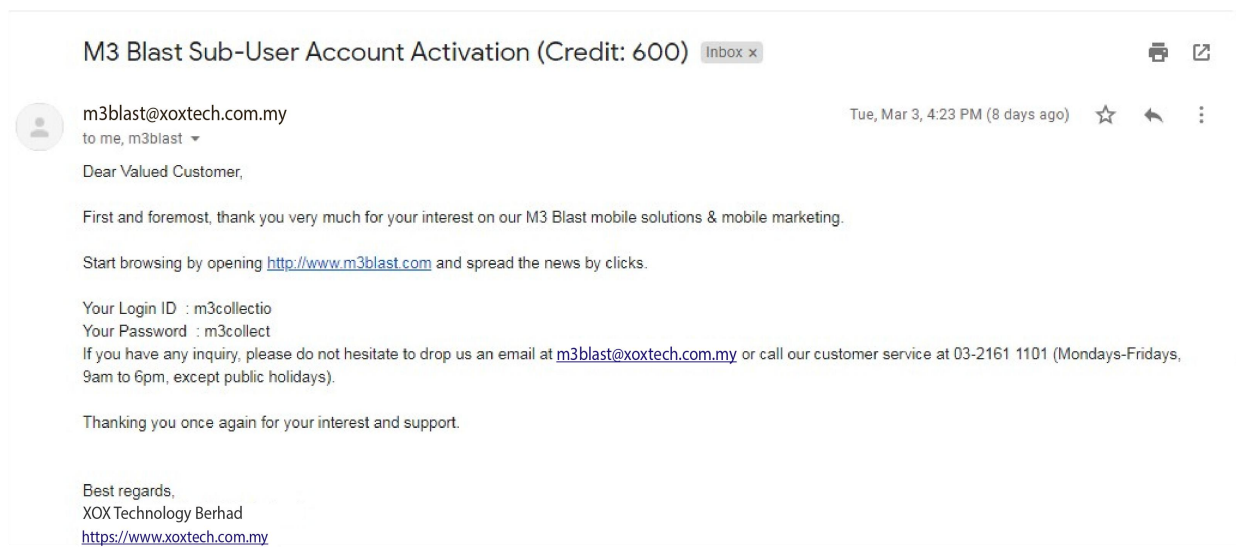 M3 Blast Sub-User Account Activation (Credit: 600) Inbox ×
m3blast@xoxtech.com.my Tue, Mar 3, 4:23 PM (8 days ago)
to me, m3blast
Dear Valued Customer,
First and foremost, thank you very much for your interest on our M3 Blast mobile solutions & mobile marketing.
Start browsing by opening http://www.m3blast.com and spread the news by clicks.
Your Login ID : m3collectio
Your Password : m3collect
If you have any inquiry, please do not hesitate to drop us an email at m3blast@xoxtech.com.my or call our customer service at 03-2161 1101 (Mondays-Fridays,
9am to 6pm, except public holidays).
Thanking you once again for your interest and support.
Best regards,
XOX Technology Berhad
https://www.xoxtech.com.my